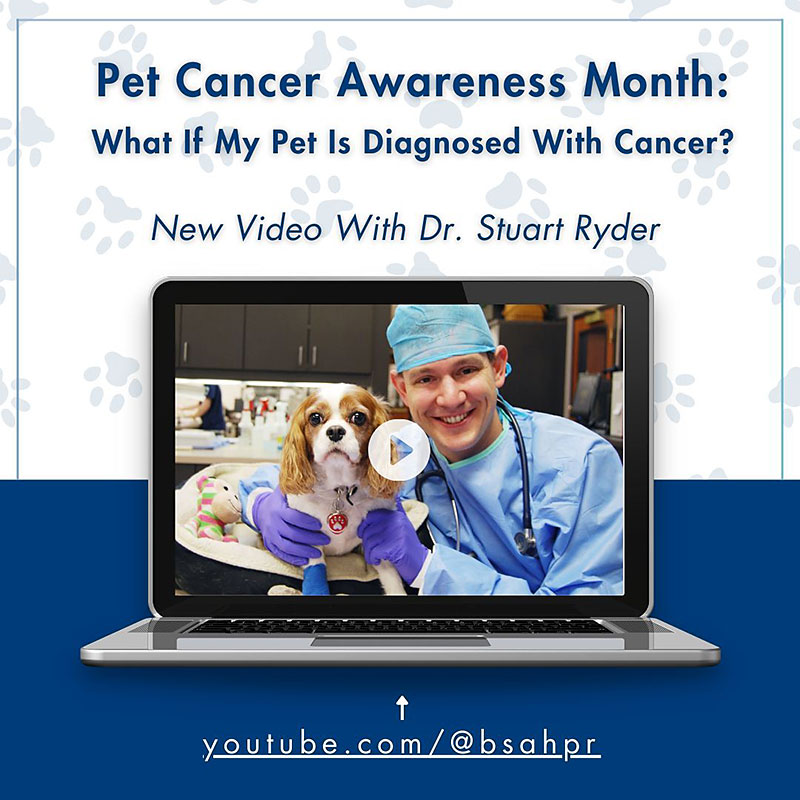 Pet Cancer Awareness Month:
What If My Pet Is Diagnosed With Cancer?
New Video With Dr. Stuart Ryder
youtube.com/@bsahpr